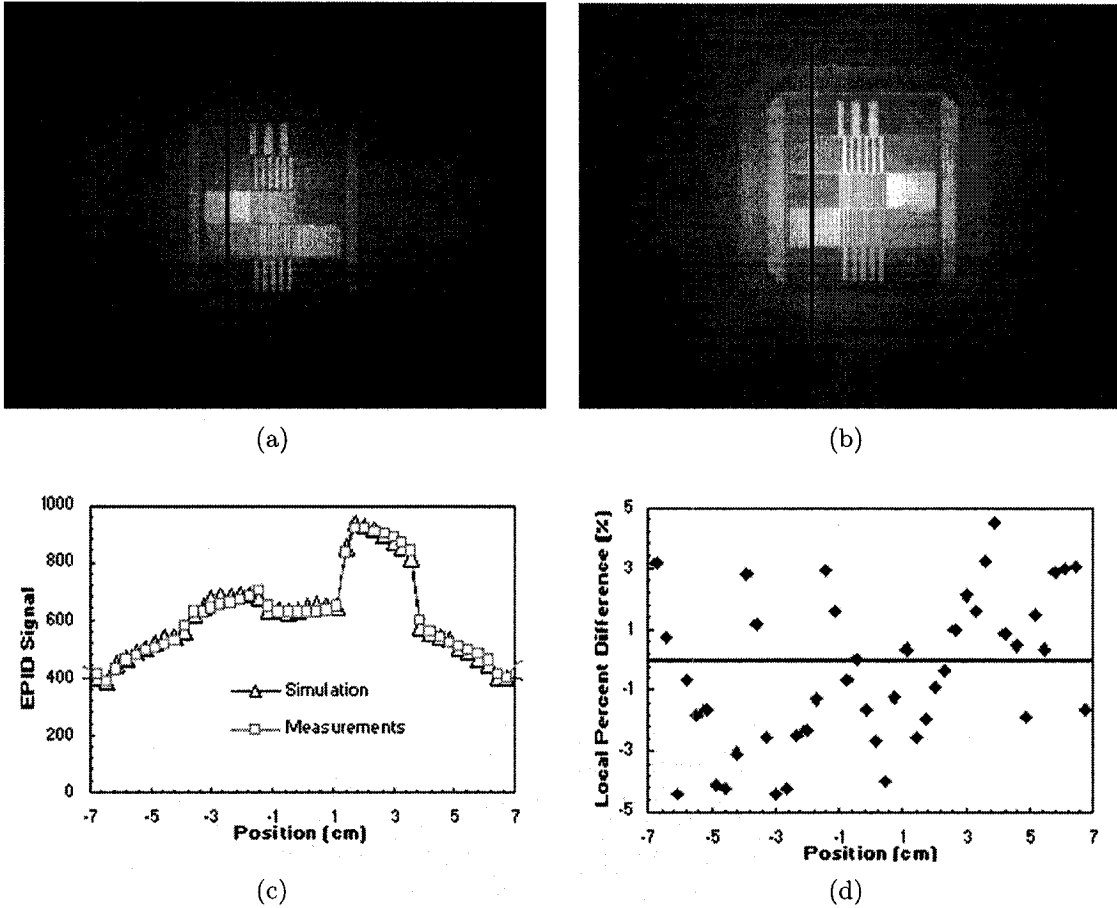 (a)
(b)
1000
800
600
400
200
0
EPID Signal
Simulation
Measurements
-7
-5
-3
-1
1
3
5
7
Position (cm)
(c)
5
3
1
-1
-3
-5
Local Percent Difference (%)
-7
-5
-3
-1
1
3
5
7
Position (cm)
(d)